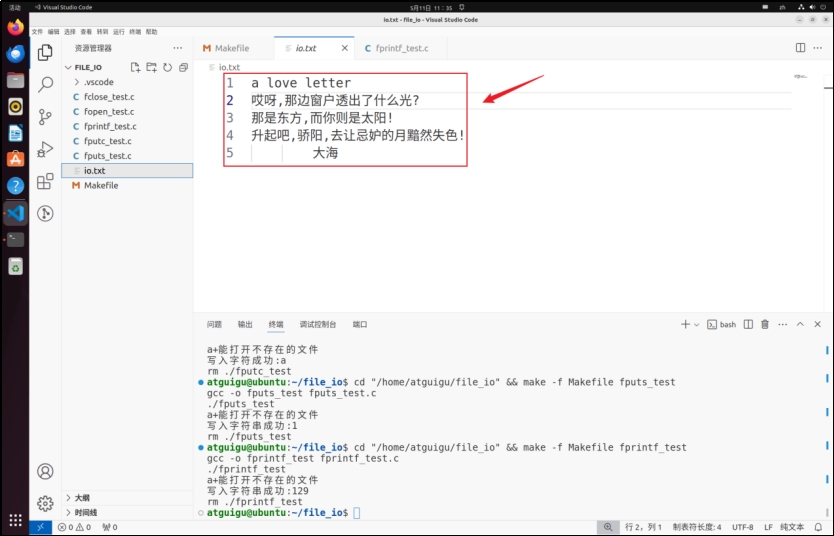 活动 Visual Studio Code 5月11日 11：35 zh
io.txt - file_io - Visual Studio Code
文件 编辑 选择 查看 转到 运行 终端 帮助
资源管理器 ···
FILE_IO
.vscode
C fclose_test.c
C fopen_test.c
C fprintf_test.c
C fputc_test.c
C fputs_test.c
io.txt
M Makefile
大纲
时间线
M Makefile io.txt × C fprintf_test.c
io.txt
1 a love letter
2 哎呀,那边窗户透出了什么光?
3 那是东方,而你则是太阳!
4 升起吧,骄阳,去让忌妒的月黯然失色!
5 大海
问题 输出 终端 调试控制台 端口 bash
a+能打开不存在的文件
写入字符成功:a
rm ./fputc_test
atguigu@ubuntu:~/file_io$ cd "/home/atguigu/file_io" && make -f Makefile fputs_test
gcc -o fputs_test fputs_test.c
./fputs_test
a+能打开不存在的文件
写入字符串成功:1
rm ./fputs_test
atguigu@ubuntu:~/file_io$ cd "/home/atguigu/file_io" && make -f Makefile fprintf_test
gcc -o fprintf_test fprintf_test.c
./fprintf_test
a+能打开不存在的文件
写入字符串成功:129
rm ./fprintf_test
atguigu@ubuntu:~/file_io$
0 0 0 行 2，列 1 制表符长度: 4 UTF-8 LF 纯文本